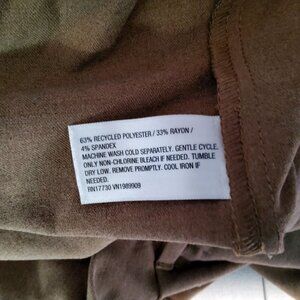 63% RECYCLED POLYESTER / 33% RAYON /
4% SPANDEX
MACHINE WASH COLD SEPARATELY. GENTLE CYCLE.
ONLY NON-CHLORINE BLEACH IF NEEDED. TUMBLE
DRY LOW. REMOVE PROMPTLY. COOL IRON IF
NEEDED.
RN17730 VN1989909